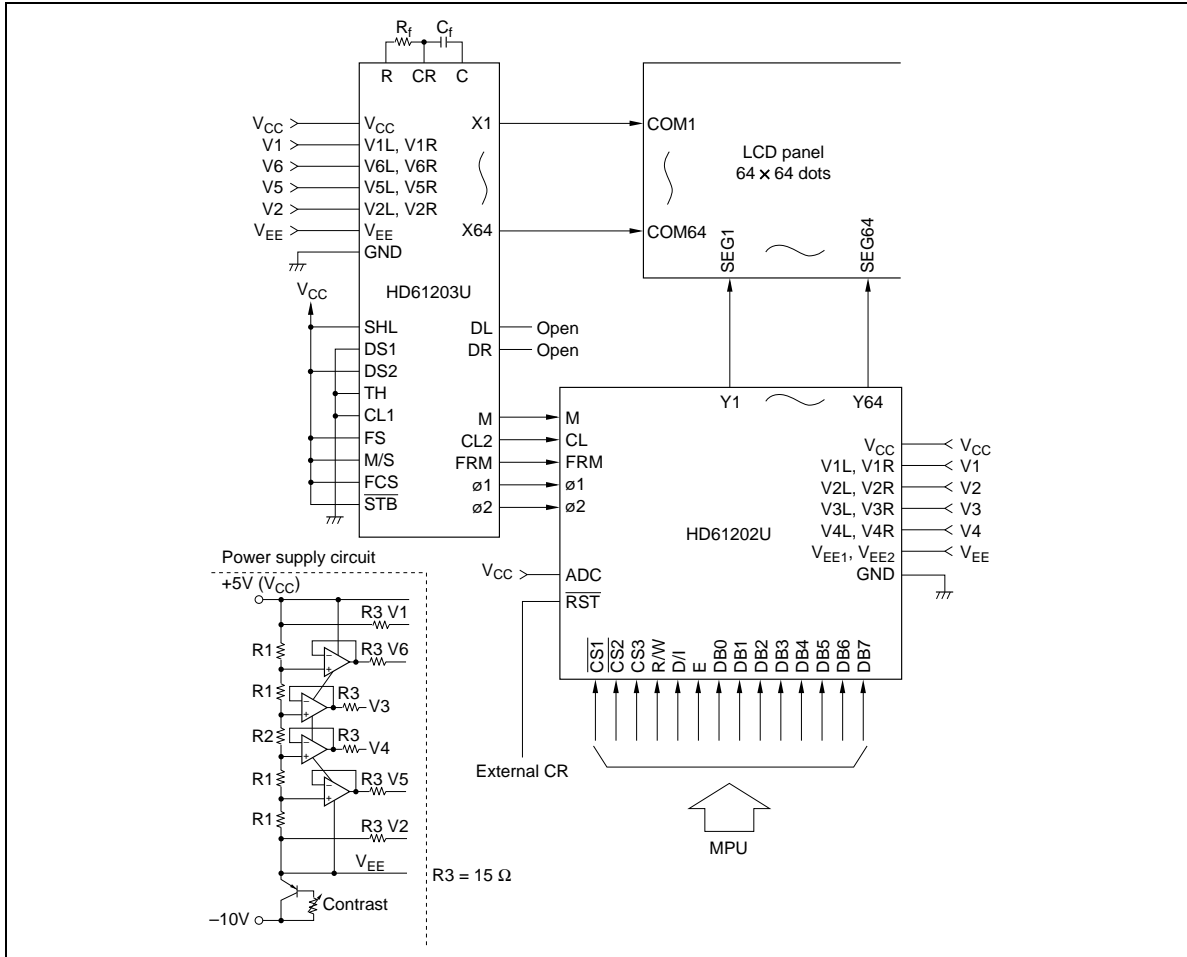 Rf
Cf
R CR C
VCC VCC X1 COM1
V1 V1L, V1R
V6 V6L, V6R
V5 V5L, V5R
V2 V2L, V2R
VEE VEE X64 COM64
GND
LCD panel
64 × 64 dots
SEG1 SEG64
HD61203U
VCC
SHL DL Open
DS1 DR Open
DS2
TH
CL1 M M
FS CL2 CL
M/S FRM FRM
FCS ø1 ø1
STB ø2 ø2
Y1 Y64
VCC VCC
V1L, V1R V1
V2L, V2R V2
V3L, V3R V3
V4L, V4R V4
VEE1, VEE2 VEE
GND
HD61202U
VCC ADC
RST
CS1 CS2 CS3 R/W D/I E DB0 DB1 DB2 DB3 DB4 DB5 DB6 DB7
External CR
MPU
Power supply circuit
+5V (VCC)
R3 V1
R1 R3 V6
R1 R3 V3
R2 R3 V4
R1 R3 V5
R1 R3 V2
VEE
R3 = 15 Ω
Contrast
–10V